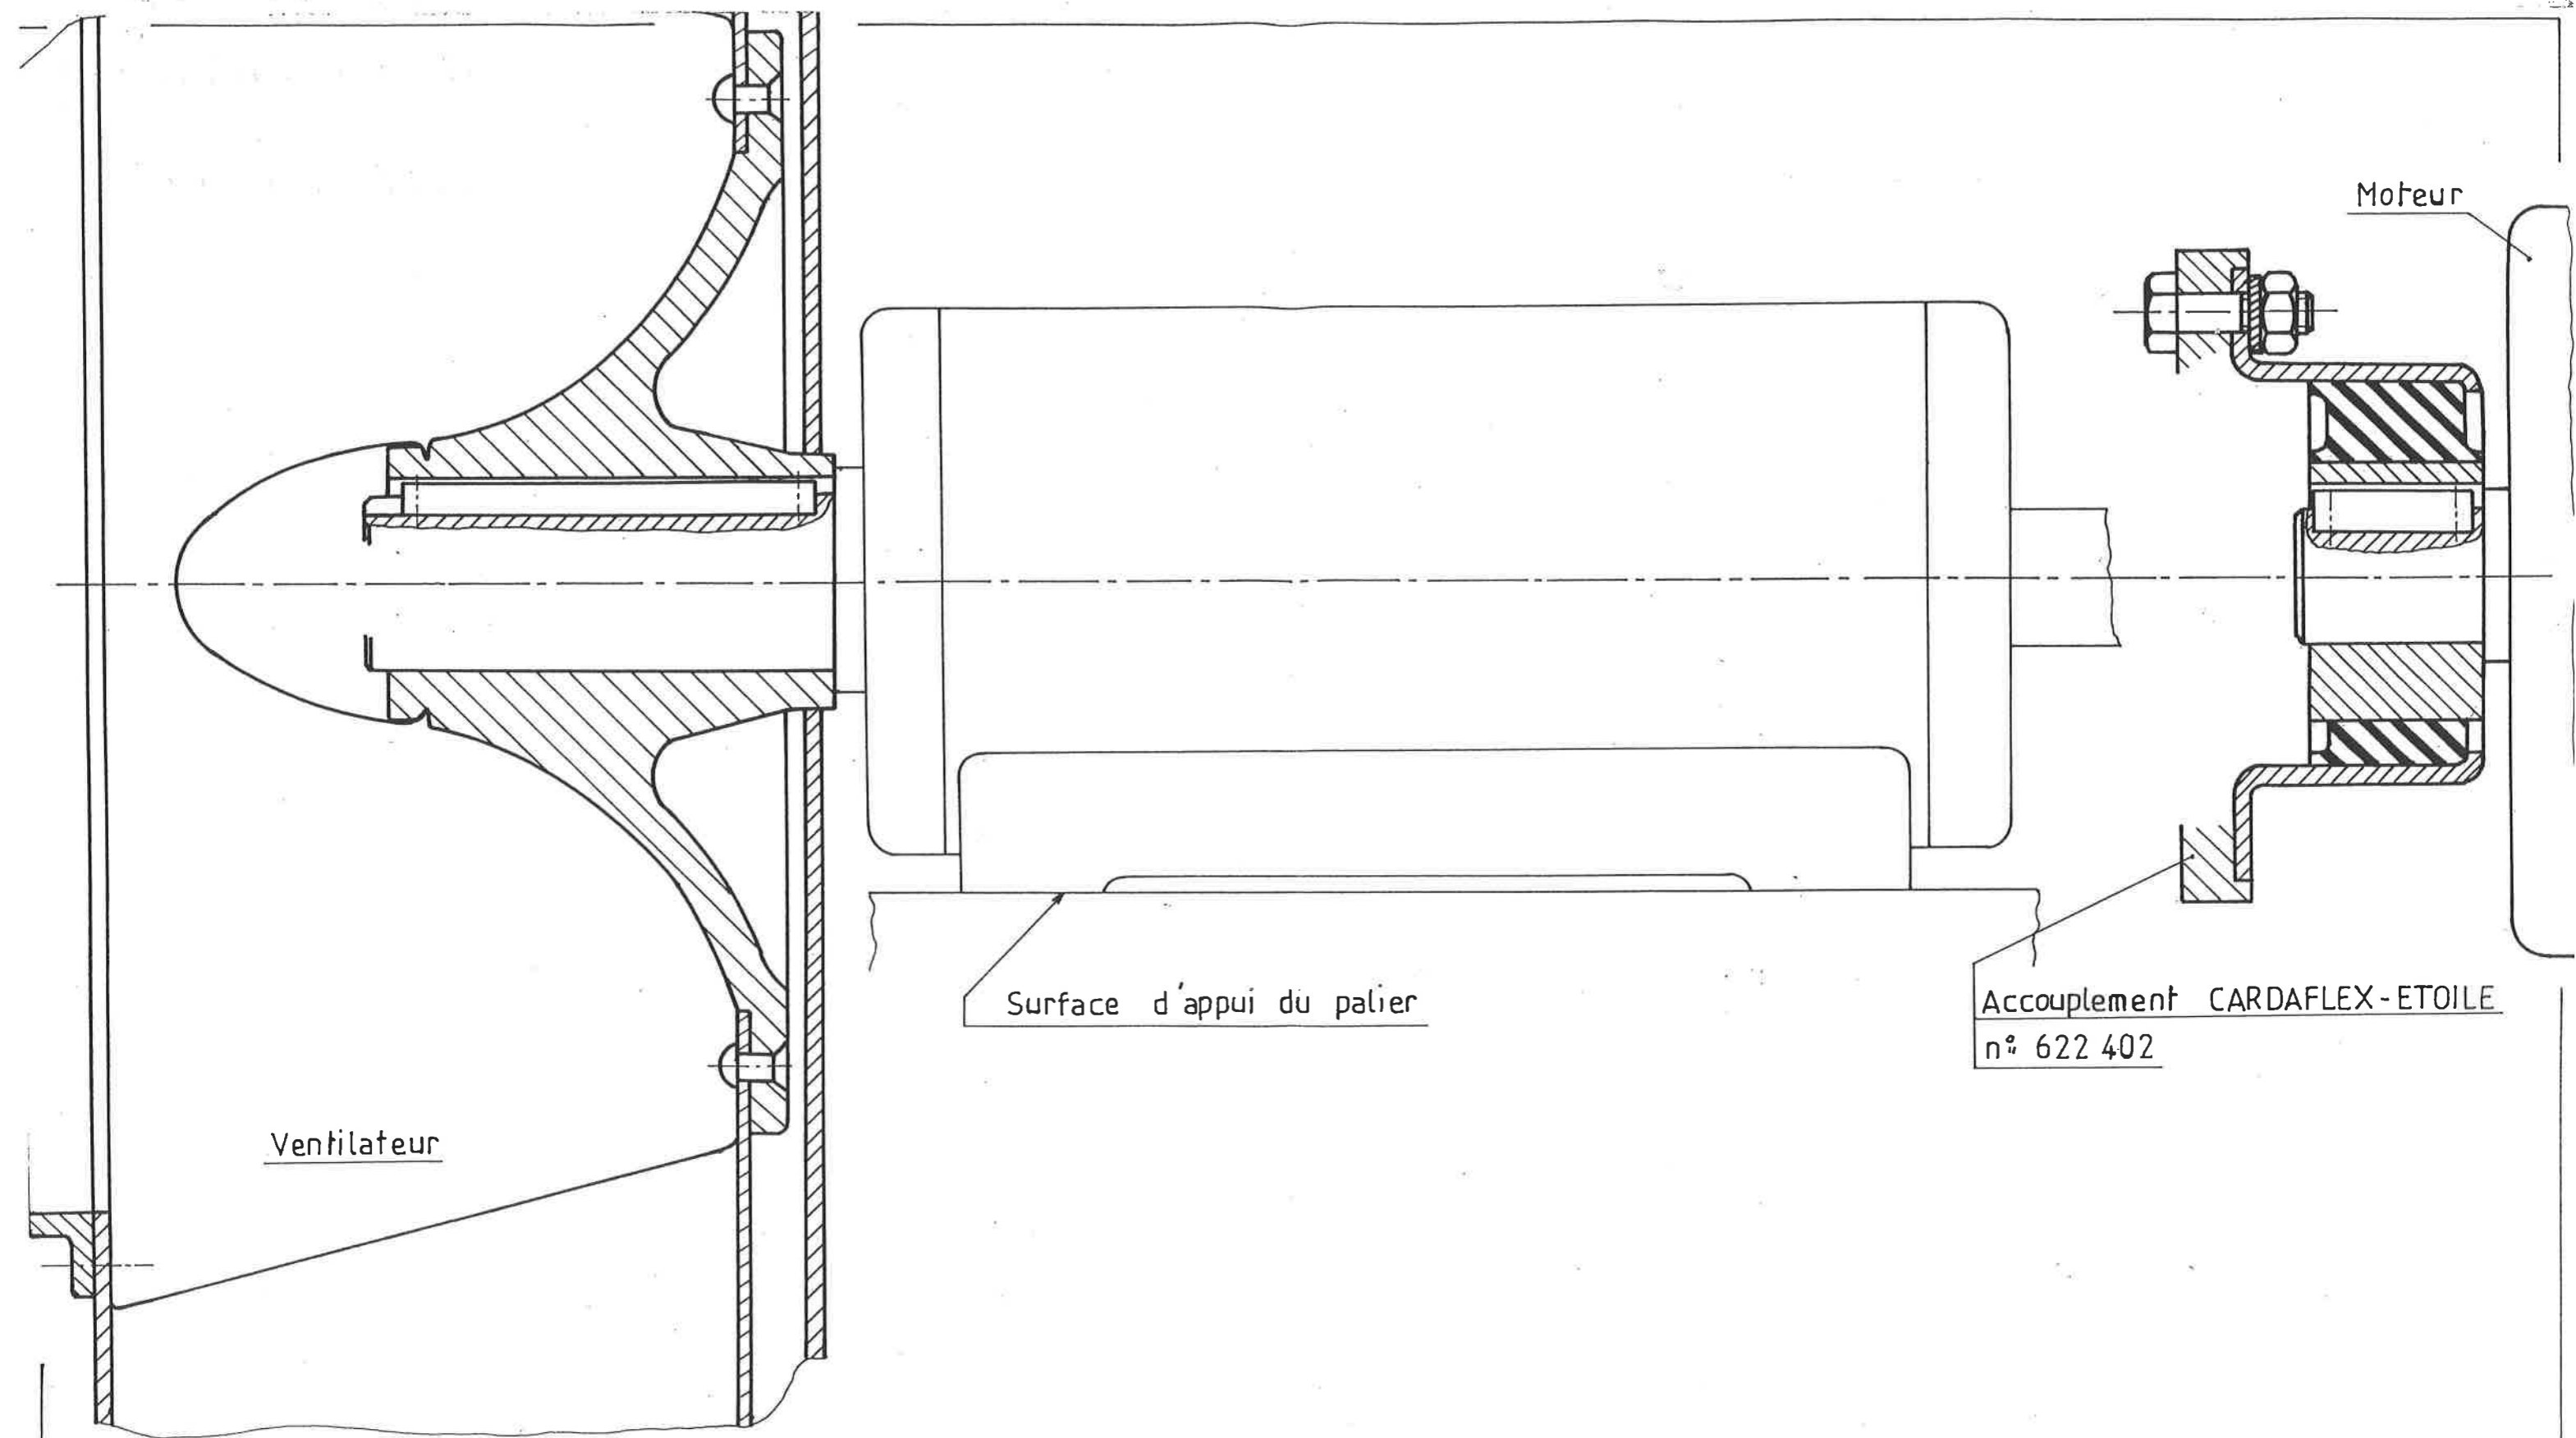 Moteur
Surface d'appui du palier
Accouplement CARDAFLEX-ETOILE
n° 622 402
Ventilateur